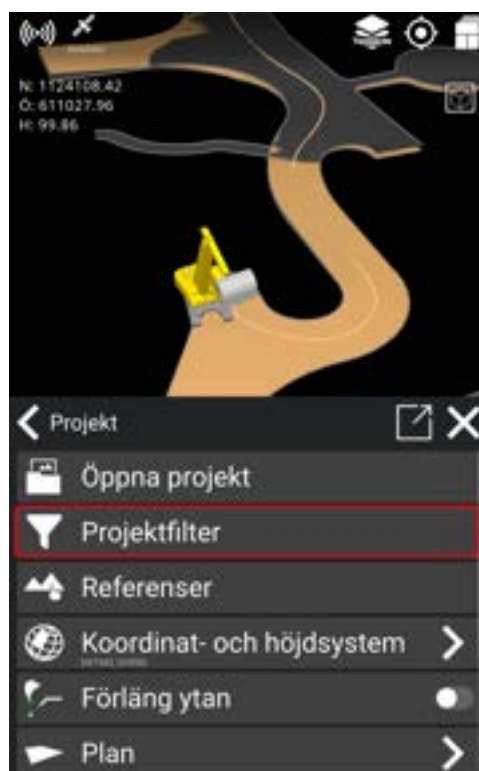 N: 1124108.42
Ö: 611027.96
H: 99.86
Projekt
Öppna projekt
Projektfilter
Referenser
Koordinat- och höjdsystem
Förläng ytan
Plan